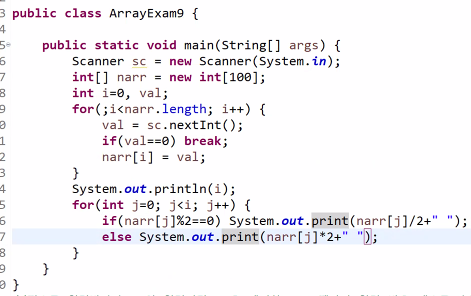 3 public class ArrayExam9 {
4
5 public static void main(String[] args) {
6 Scanner sc = new Scanner(System.in);
7 int[] narr = new int[100];
8 int i=0, val;
9 for(;i<narr.length; i++) {
0 val = sc.nextInt();
1 if(val==0) break;
2 narr[i] = val;
3 }
4 System.out.println(i);
5 for(int j=0; j<i; j++) {
6 if(narr[j]%2==0) System.out.print(narr[j]/2+" ");
7 else System.out.print(narr[j]*2+" ");
8 }
9 }
0 }